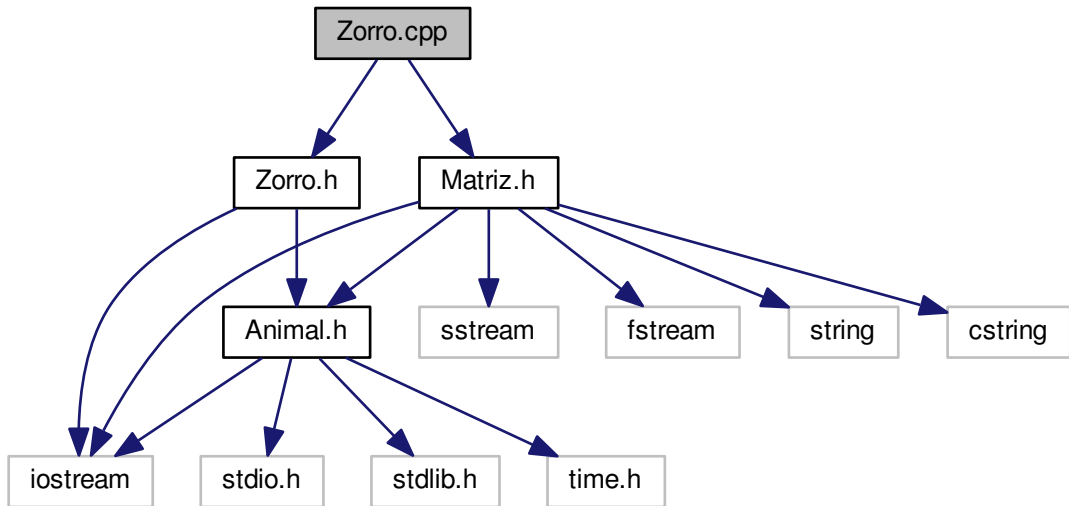 Zorro.cpp
Zorro.h
Matriz.h
Animal.h
sstream
fstream
string
cstring
iostream
stdio.h
stdlib.h
time.h